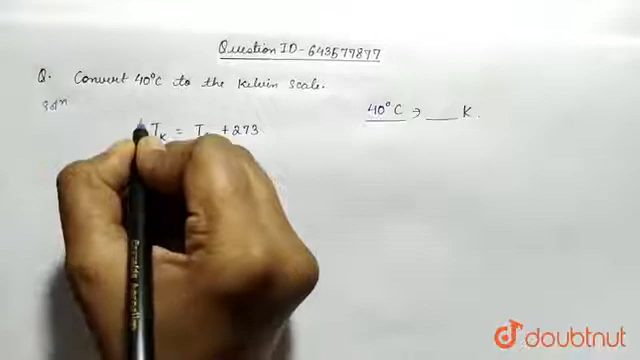 Question ID-643577877
Q. Convert 40°C to the Kelvin scale.
Solⁿ
40°C → ___ K.
T_K = T + 273
doubtnut